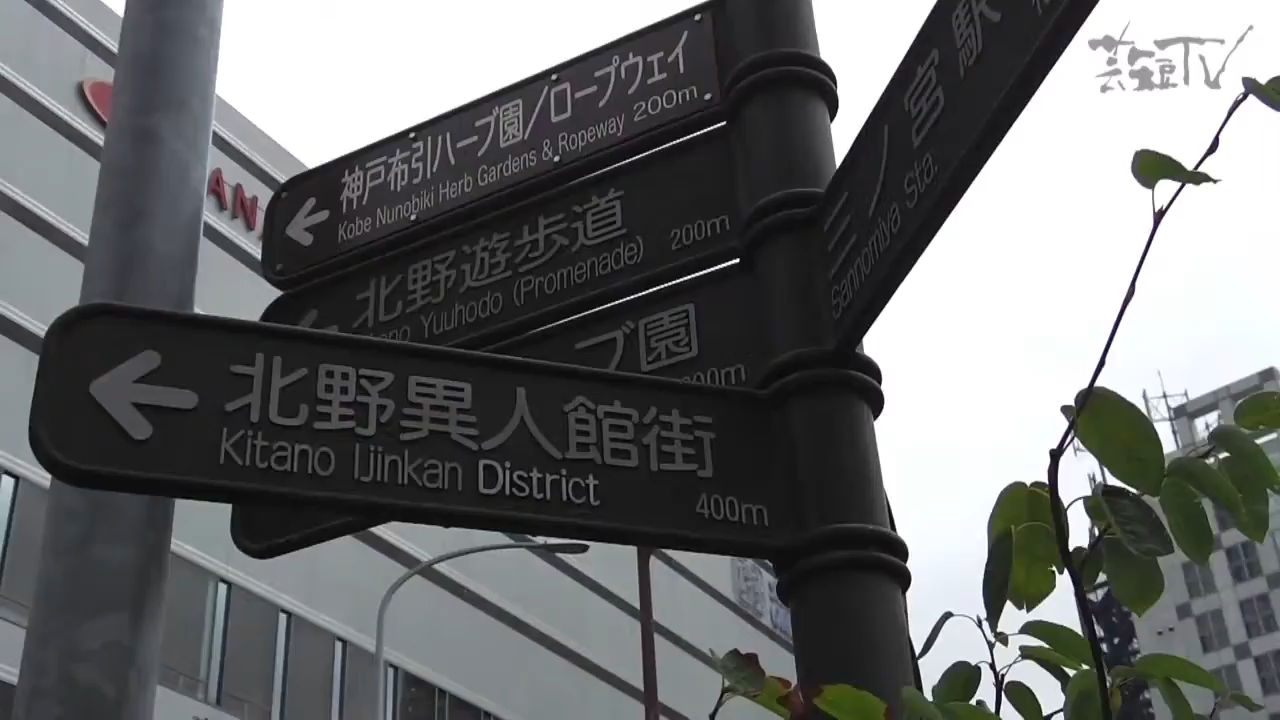 芸短TV
神戸布引ハーブ園/ロープウェイ
Kobe Nunobiki Herb Gardens & Ropeway 200m
北野遊歩道
Yuuhodo (Promenade) 200m
ブ園
三ノ宮駅
Sannomiya Sta.
北野異人館街
Kitano Ijinkan District
400m
AN